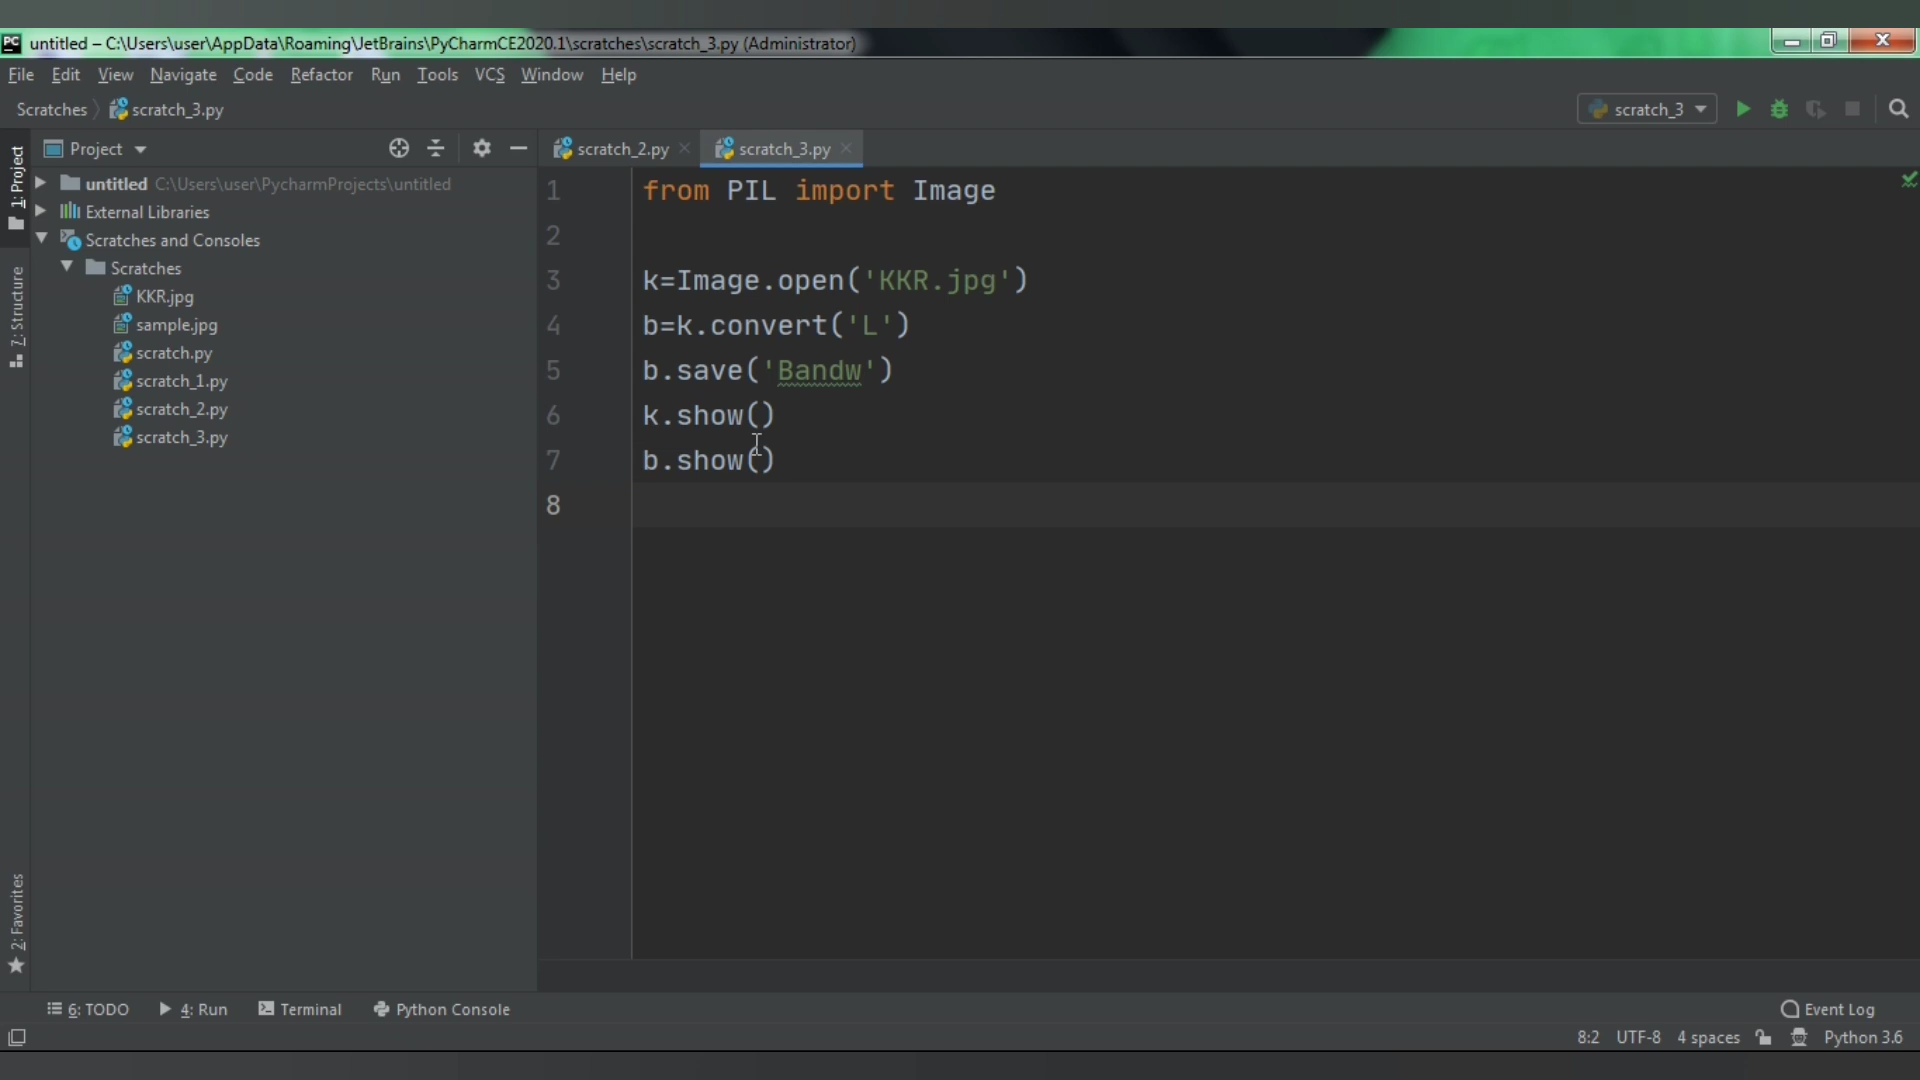 PC untitled – C:\Users\user\AppData\Roaming\JetBrains\PyCharmCE2020.1\scratches\scratch_3.py (Administrator)
File Edit View Navigate Code Refactor Run Tools VCS Window Help
Scratches scratch_3.py scratch_3
Project scratch_2.py scratch_3.py
1: Project
7: Structure
2: Favorites
untitled C:\Users\user\PycharmProjects\untitled
External Libraries
Scratches and Consoles
Scratches
KKR.jpg
sample.jpg
scratch.py
scratch_1.py
scratch_2.py
scratch_3.py
1 from PIL import Image
2
3 k=Image.open('KKR.jpg')
4 b=k.convert('L')
5 b.save('Bandw')
6 k.show()
7 b.show()
8
6: TODO 4: Run Terminal Python Console Event Log
8:2 UTF-8 4 spaces Python 3.6